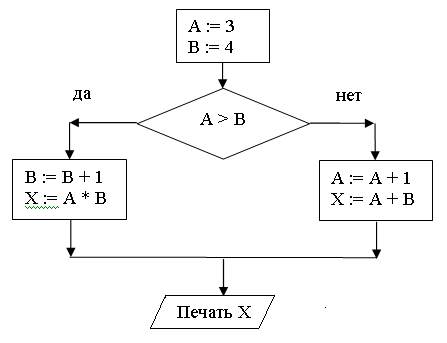 A := 3
B := 4
да
нет
A > B
B := B + 1
X := A * B
A := A + 1
X := A + B
Печать X